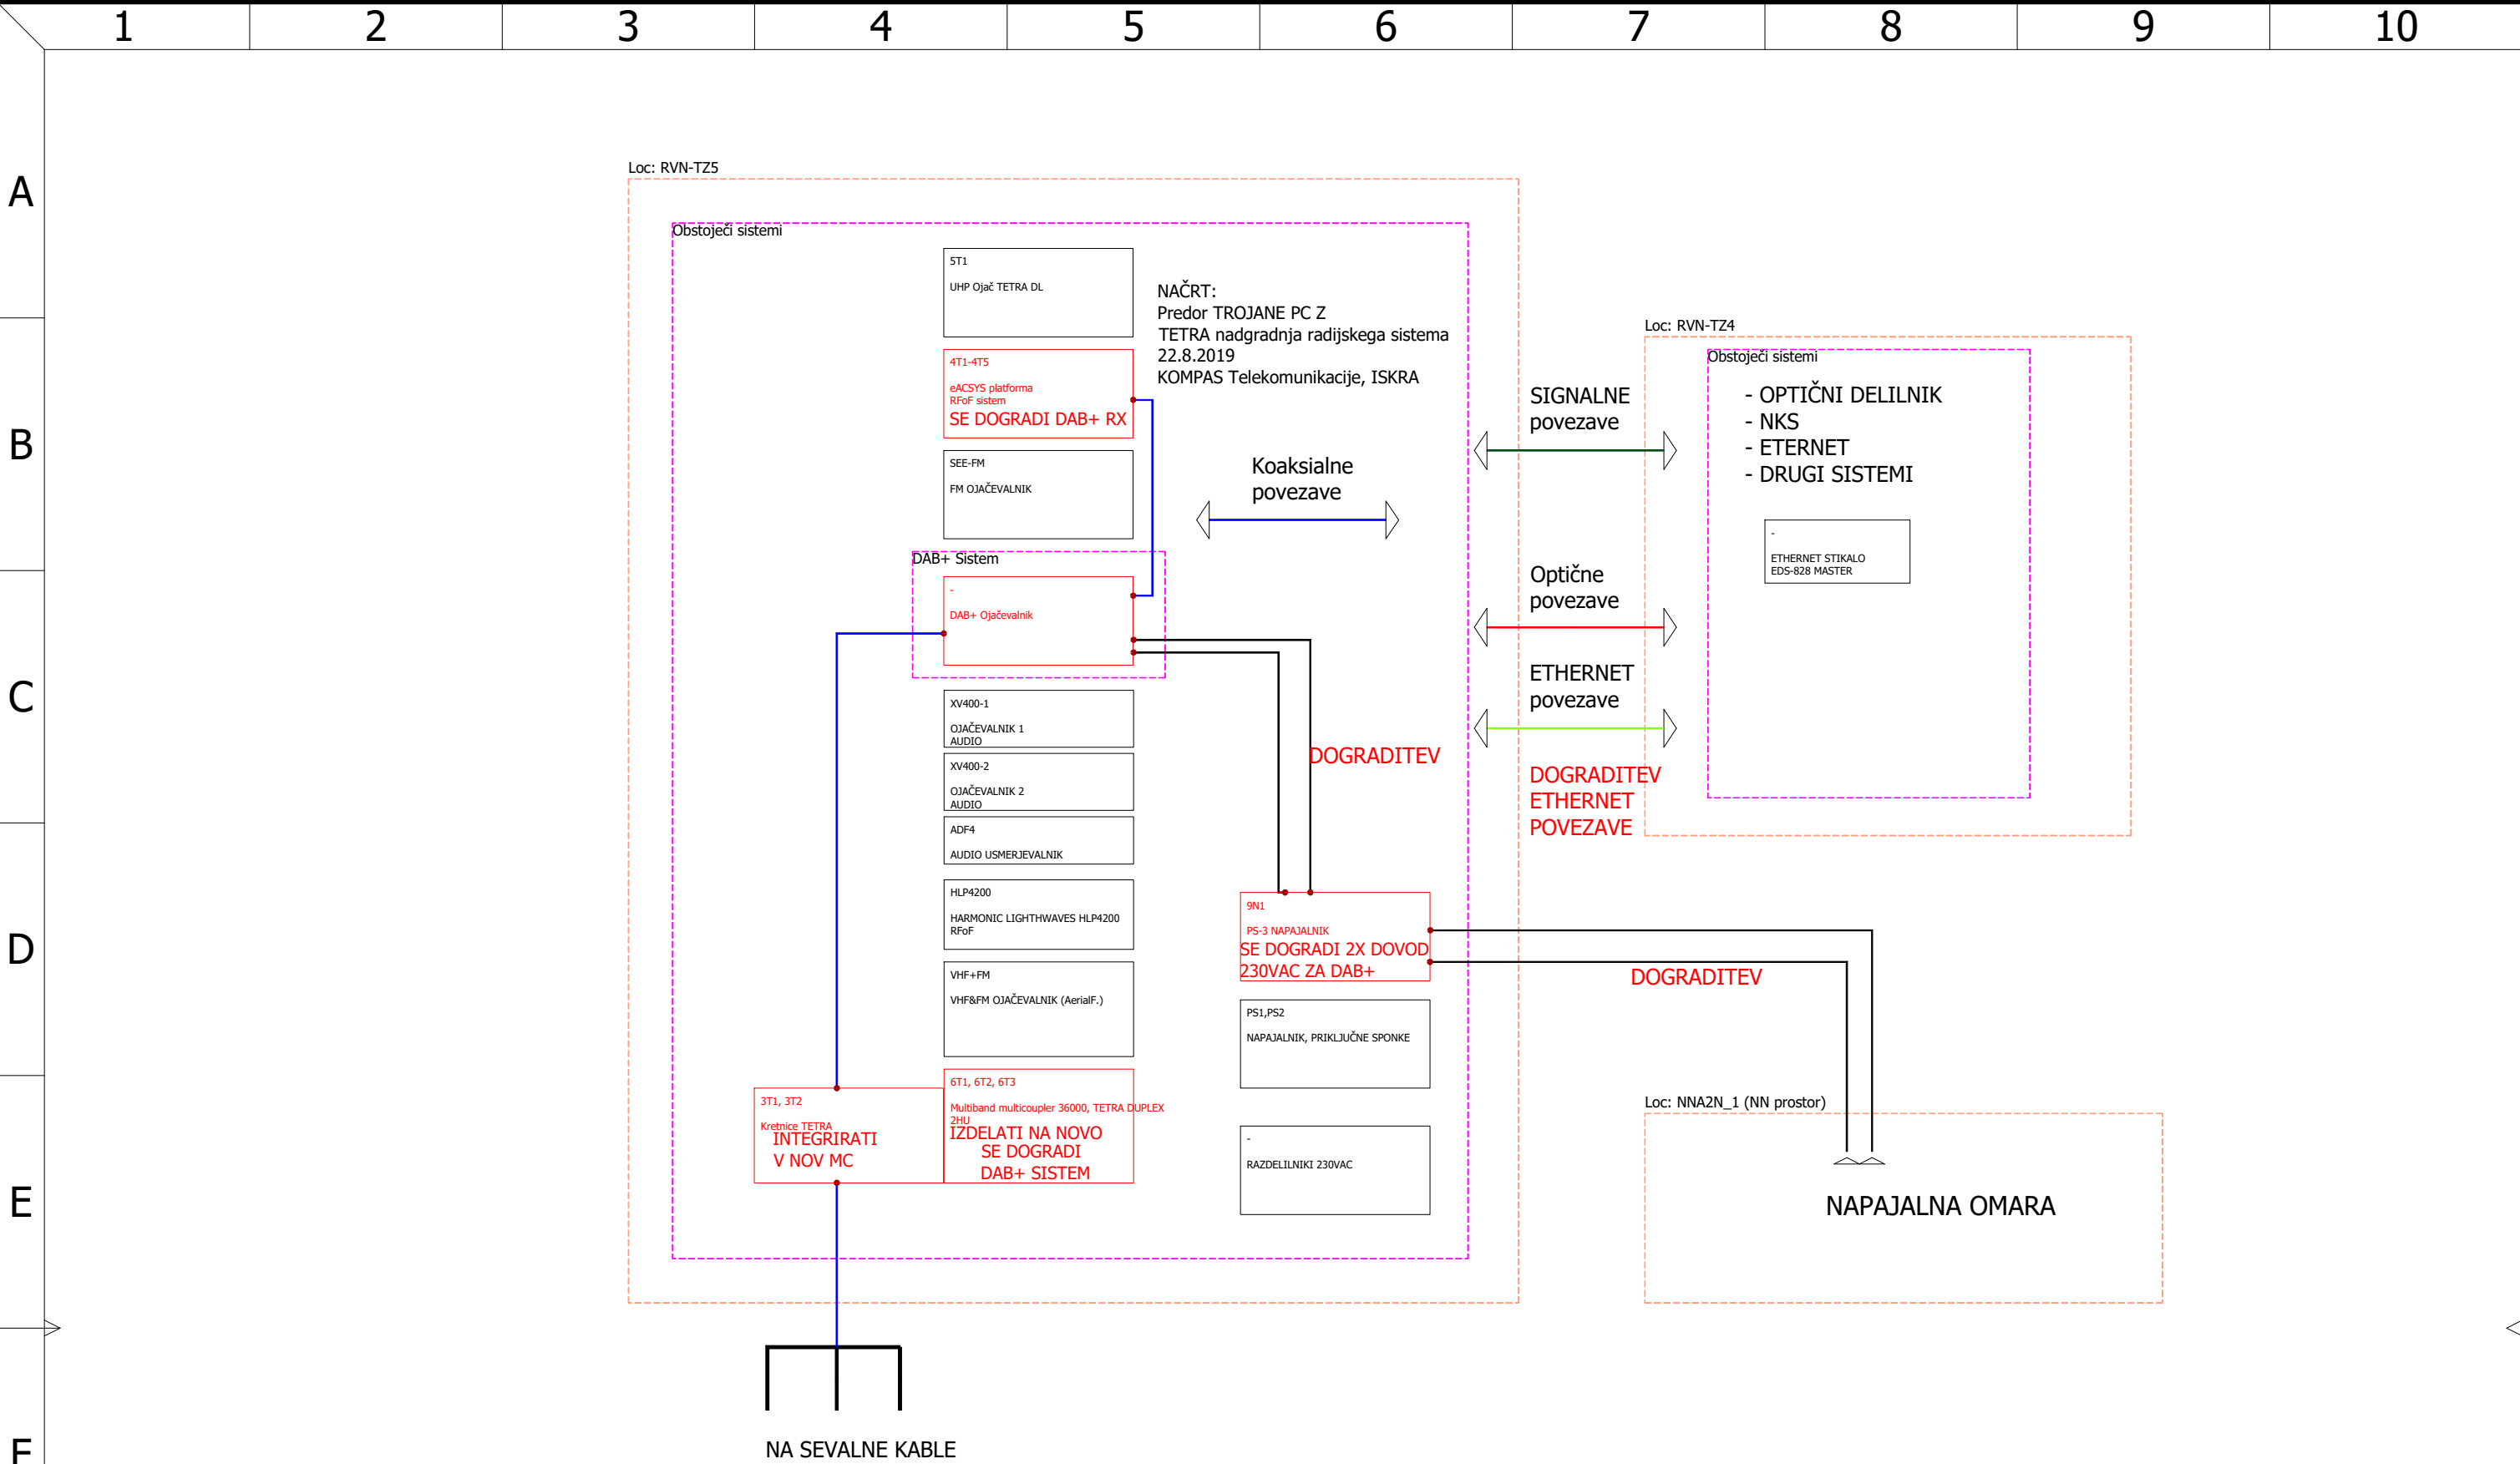 1 2 3 4 5 6 7 8 9 10
A
B
C
D
E
F
Loc: RVN-TZ5
Obstoječi sistemi
5T1
UHP Ojač TETRA DL
NAČRT:
Predor TROJANE PC Z
TETRA nadgradnja radijskega sistema
22.8.2019
KOMPAS Telekomunikacije, ISKRA
4T1-4T5
eACSYS platforma
RFoF sistem
SE DOGRADI DAB+ RX
SEE-FM
FM OJAČEVALNIK
Koaksialne
povezave
DAB+ Sistem
-
DAB+ Ojačevalnik
XV400-1
OJAČEVALNIK 1
AUDIO
XV400-2
OJAČEVALNIK 2
AUDIO
ADF4
AUDIO USMERJEVALNIK
HLP4200
HARMONIC LIGHTHWAVES HLP4200
RFoF
VHF+FM
VHF&FM OJAČEVALNIK (AerialF.)
3T1, 3T2
Kretnice TETRA
INTEGRIRATI
V NOV MC
6T1, 6T2, 6T3
Multiband multicoupler 36000, TETRA DUPLEX
2HU
IZDELATI NA NOVO
SE DOGRADI
DAB+ SISTEM
DOGRADITEV
9N1
PS-3 NAPAJALNIK
SE DOGRADI 2X DOVOD
230VAC ZA DAB+
PS1,PS2
NAPAJALNIK, PRIKLJUČNE SPONKE
-
RAZDELILNIKI 230VAC
SIGNALNE
povezave
Optične
povezave
ETHERNET
povezave
DOGRADITEV
ETHERNET
POVEZAVE
Loc: RVN-TZ4
Obstoječi sistemi
- OPTIČNI DELILNIK
- NKS
- ETERNET
- DRUGI SISTEMI
-
ETHERNET STIKALO
EDS-828 MASTER
DOGRADITEV
Loc: NNA2N_1 (NN prostor)
NAPAJALNA OMARA
NA SEVALNE KABLE